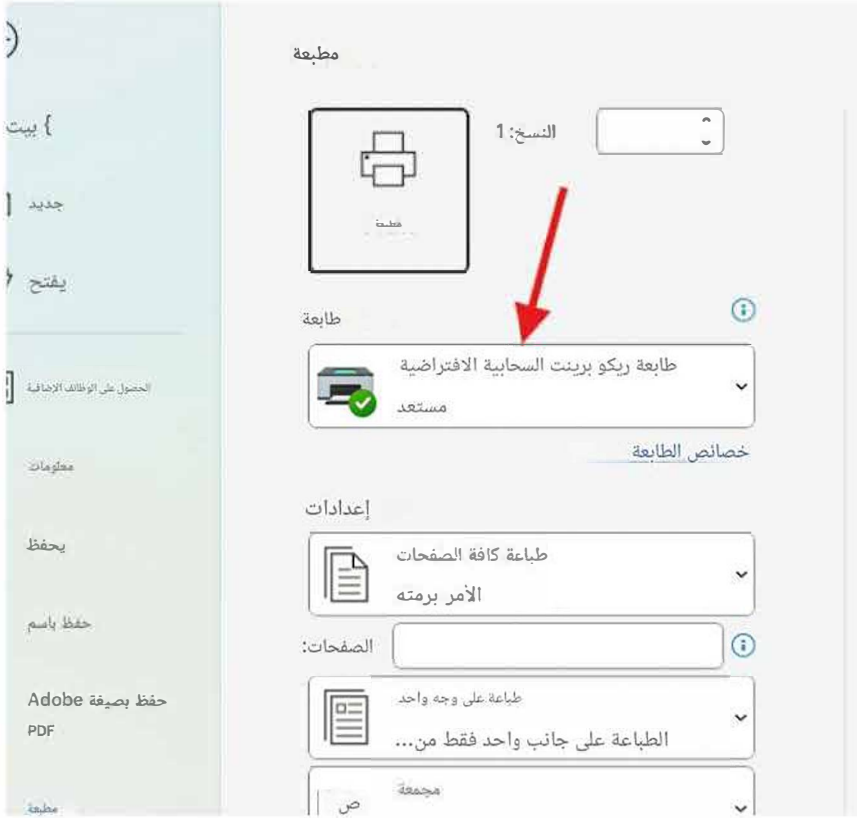 مطبعة
النسخ: 1
مطبعة
طابعة
طابعة ريكو برينت السحابية الافتراضية
مستعد
خصائص الطابعة
إعدادات
طباعة كافة الصفحات
الأمر برمته
الصفحات:
طباعة على وجه واحد
الطباعة على جانب واحد فقط من...
مجمعة
ص
{ بيت
جديد
يفتح
الحصول على الوظائف الإضافية
معلومات
يحفظ
حفظ باسم
حفظ بصيغة Adobe
PDF
مطبعة